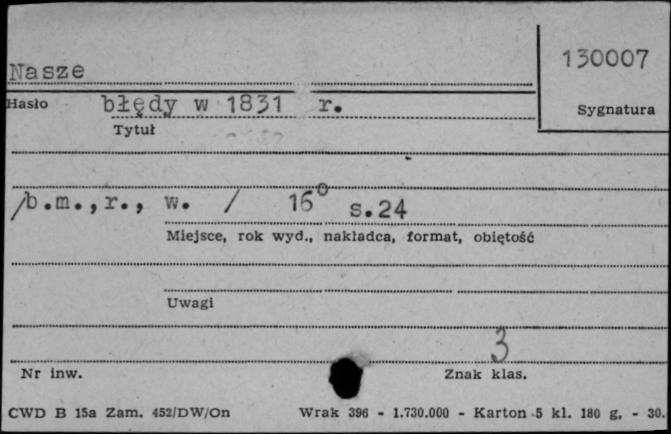 130007
Nasze
Hasło
błędy w 1831 r.
Sygnatura
Tytuł
/b.m.,r., w. / 16° s.24
Miejsce, rok wyd., nakładca, format, objętość
Uwagi
3
Nr inw.
Znak klas.
CWD B 15a Zam. 452/DW/On Wrak 396 - 1.730.000 - Karton 5 kl. 180 g. - 30.